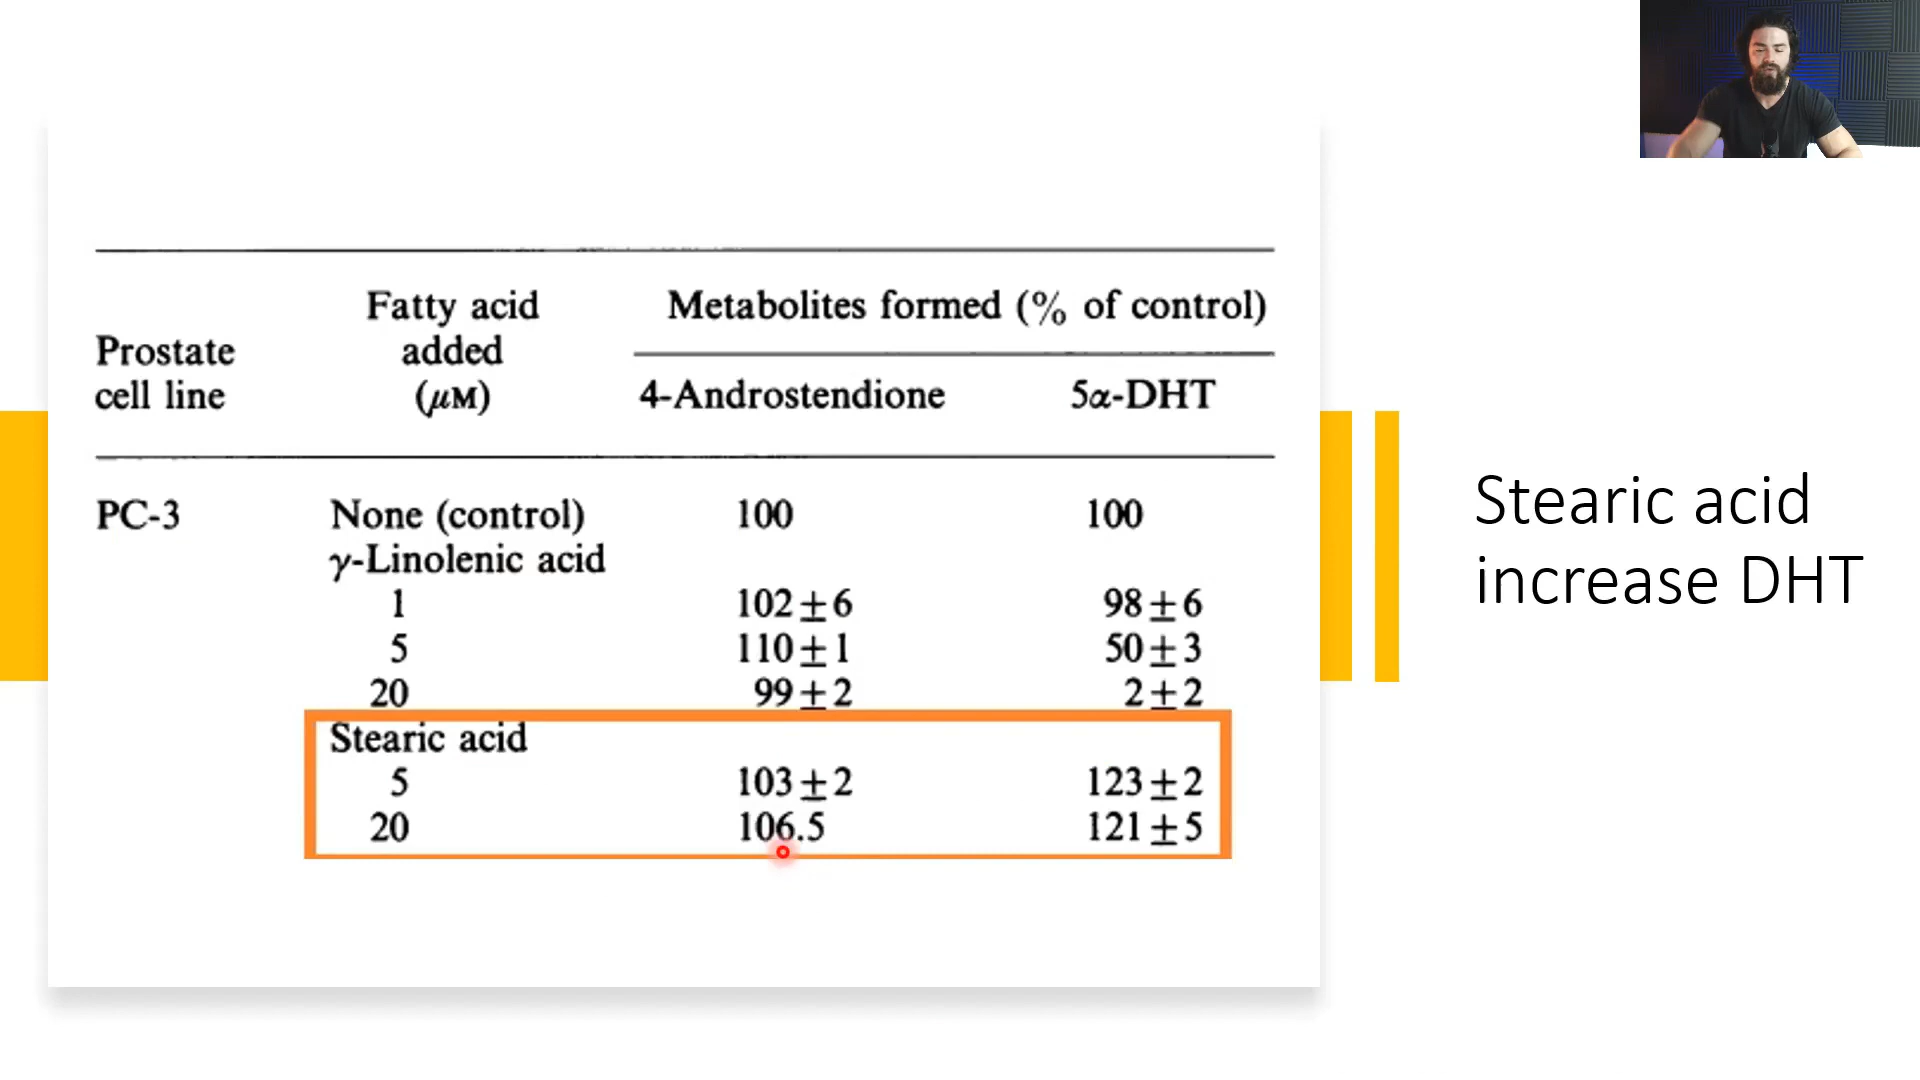 Fatty acid Metabolites formed (% of control)
Prostate added
cell line (μM) 4-Androstendione 5α-DHT
PC-3 None (control) 100 100
γ-Linolenic acid
1 102±6 98±6
5 110±1 50±3
20 99±2 2±2
Stearic acid
5 103±2 123±2
20 106.5 121±5
Stearic acid
increase DHT